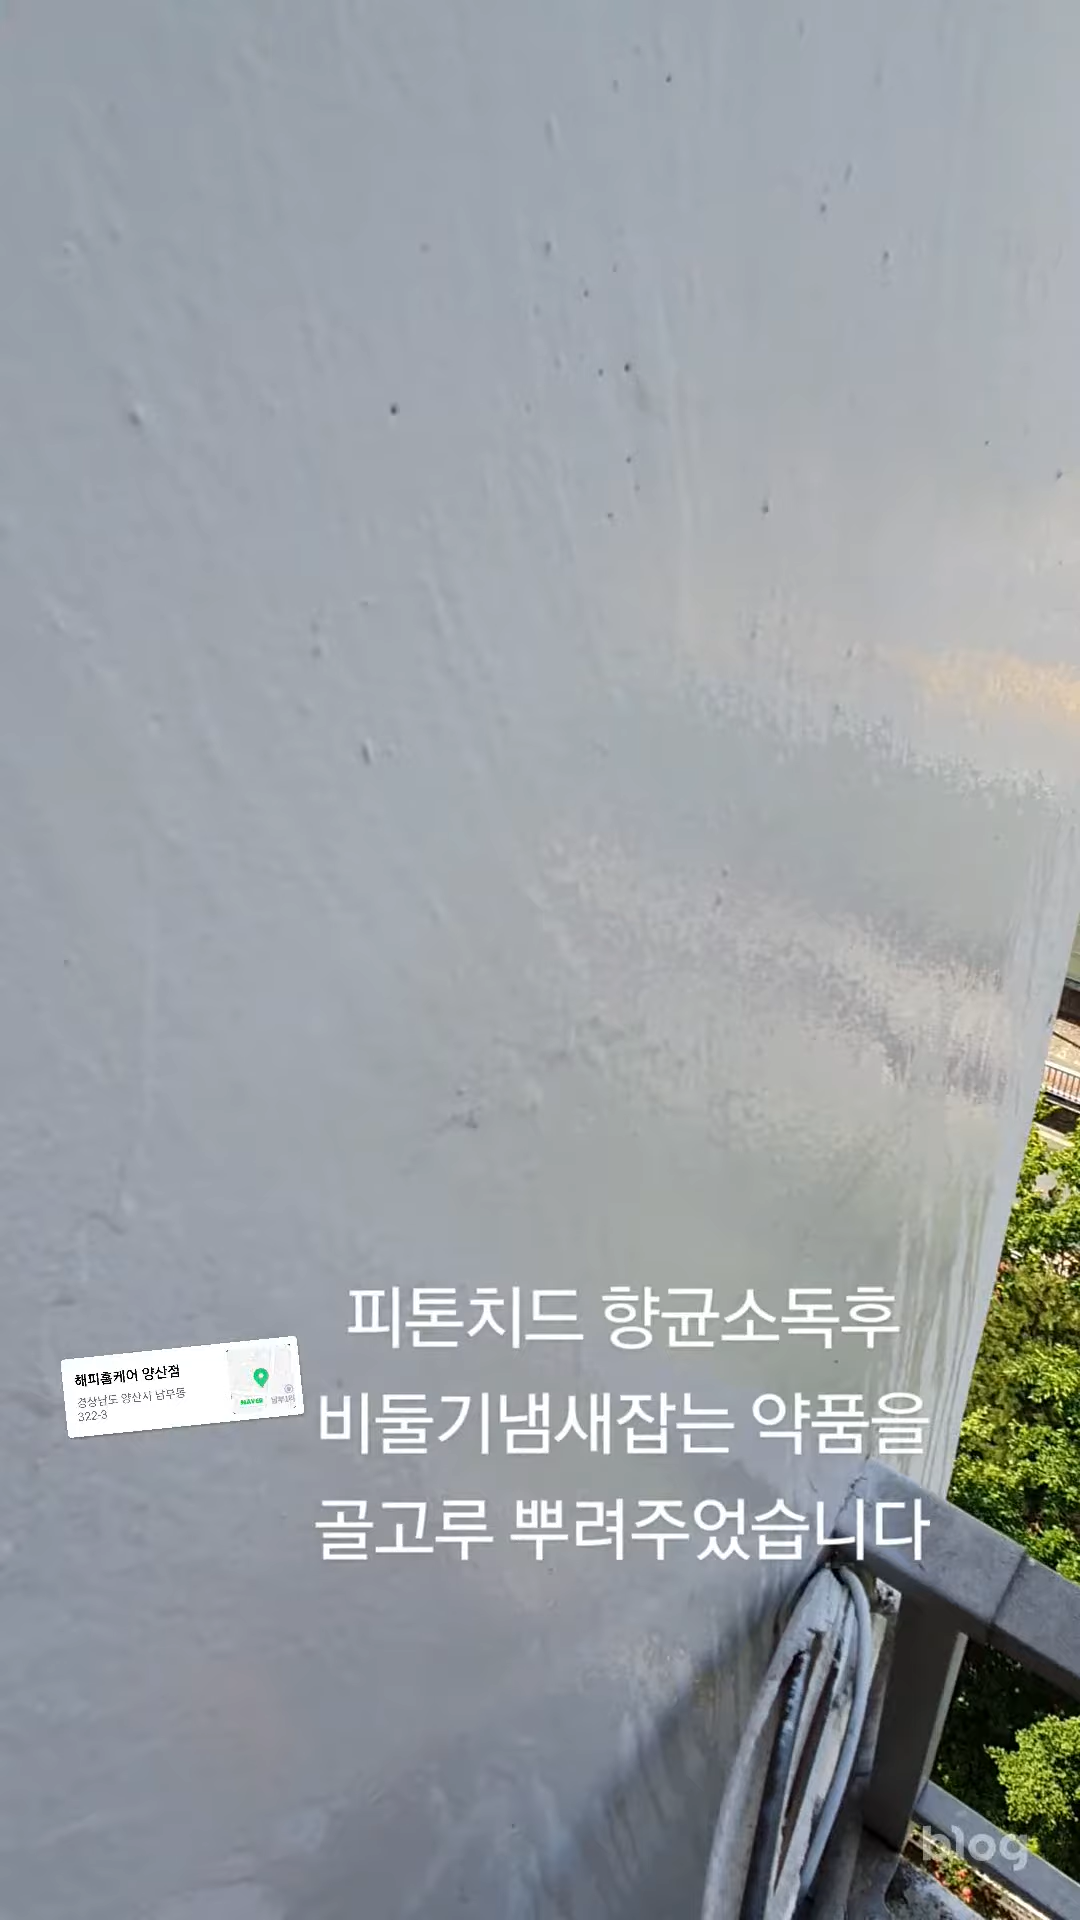 피톤치드 향균소독후
비둘기냄새잡는 약품을
골고루 뿌려주었습니다
해피홈케어 양산점
경상남도 양산시 남부동
322-3
NAVER
blog